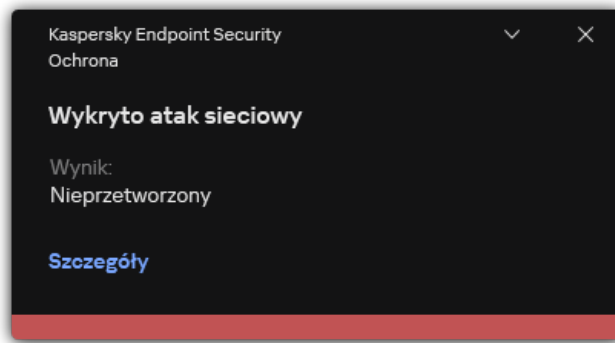 Kaspersky Endpoint Security
Ochrona
Wykryto atak sieciowy
Wynik:
Nieprzetworzony
Szczegóły